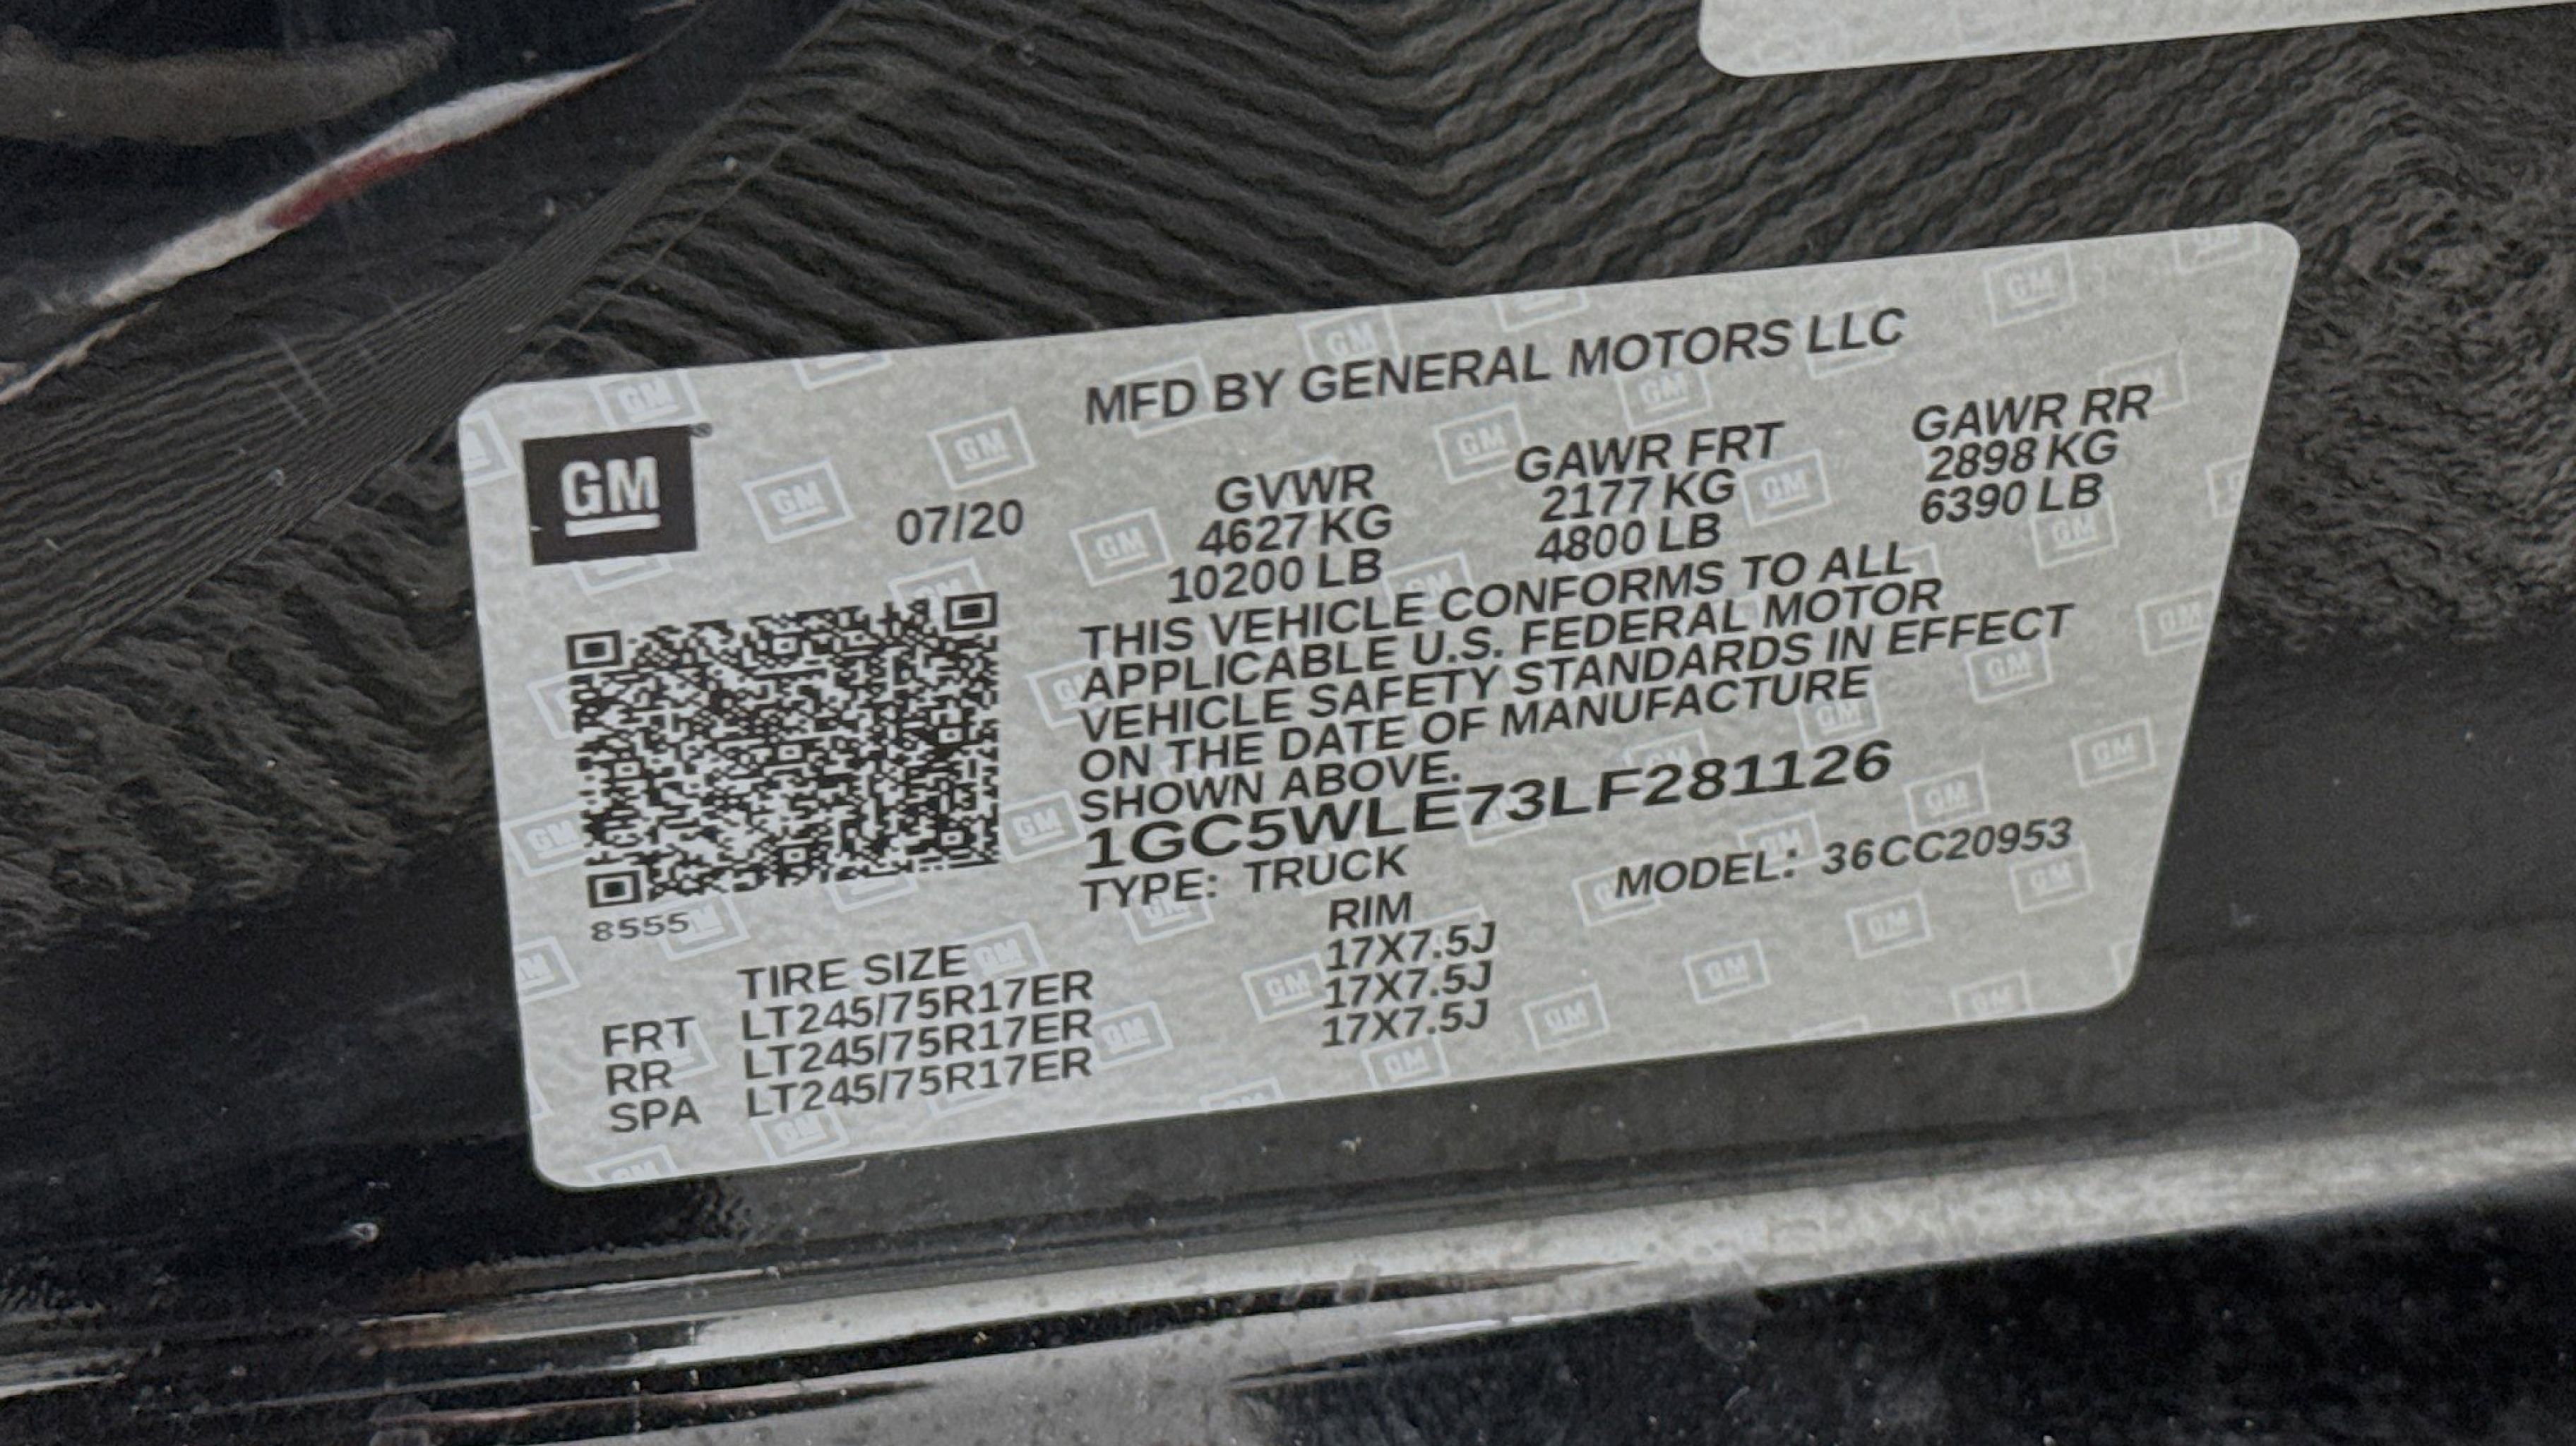 MFD BY GENERAL MOTORS LLC
GM
07/20
GVWR GAWR FRT GAWR RR
4627 KG 2177 KG 2898 KG
10200 LB 4800 LB 6390 LB
THIS VEHICLE CONFORMS TO ALL
APPLICABLE U.S. FEDERAL MOTOR
VEHICLE SAFETY STANDARDS IN EFFECT
ON THE DATE OF MANUFACTURE
SHOWN ABOVE.
1GC5WLE73LF281126
TYPE: TRUCK MODEL: 36CC20953
8555
TIRE SIZE RIM
FRT LT245/75R17ER 17X7.5J
RR LT245/75R17ER 17X7.5J
SPA LT245/75R17ER 17X7.5J